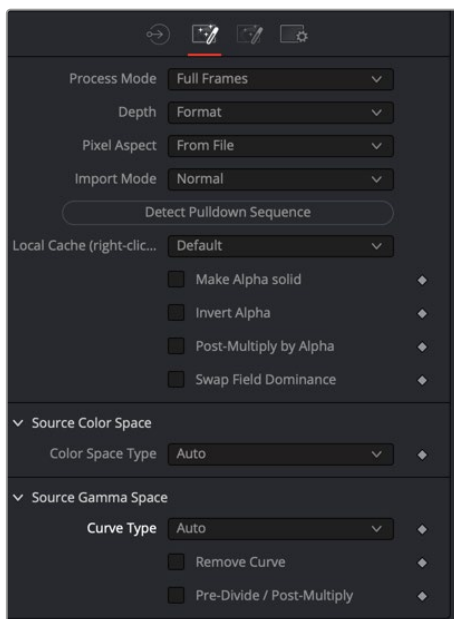 Process Mode Full Frames
Depth Format
Pixel Aspect From File
Import Mode Normal
Detect Pulldown Sequence
Local Cache (right-clic... Default
Make Alpha solid
Invert Alpha
Post-Multiply by Alpha
Swap Field Dominance
Source Color Space
Color Space Type Auto
Source Gamma Space
Curve Type Auto
Remove Curve
Pre-Divide / Post-Multiply